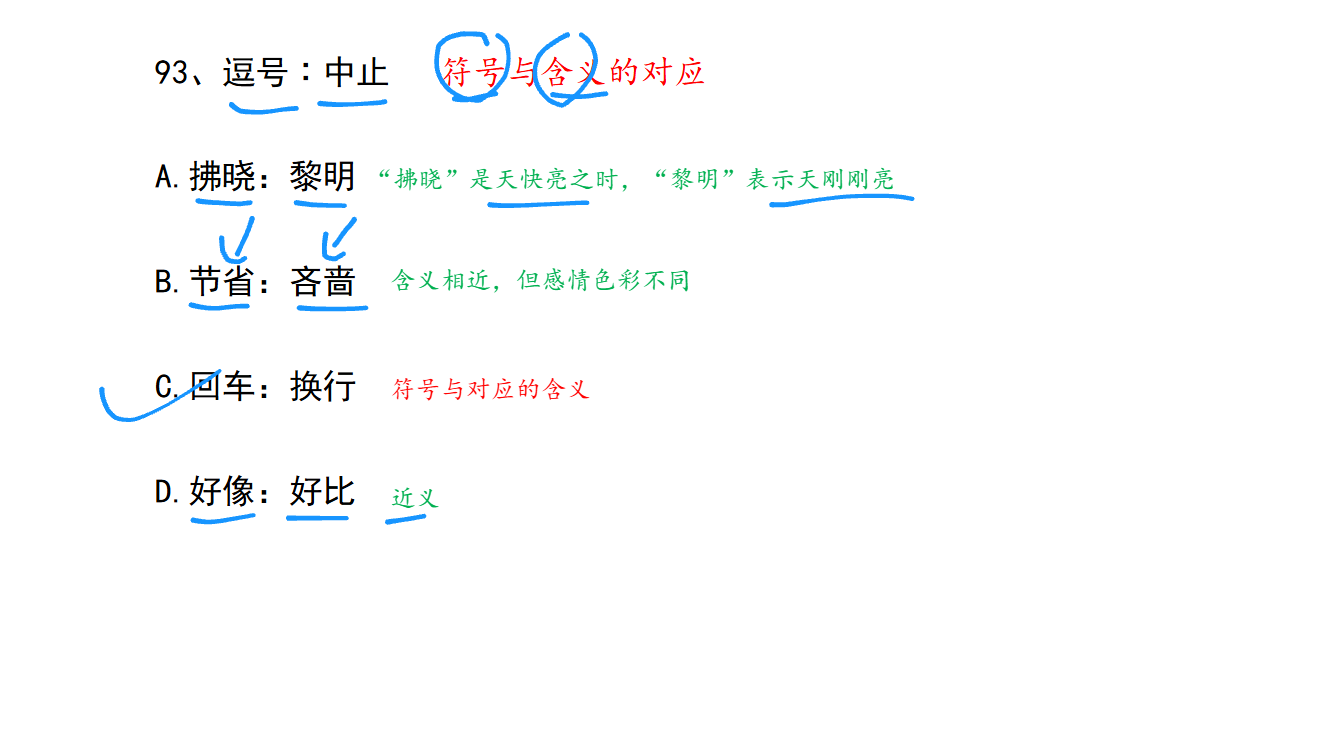 93、逗号：中止 符号与含义的对应
A.拂晓：黎明 “拂晓”是天快亮之时，“黎明”表示天刚刚亮
B.节省：吝啬 含义相近，但感情色彩不同
C.回车：换行 符号与对应的含义
D.好像：好比 近义